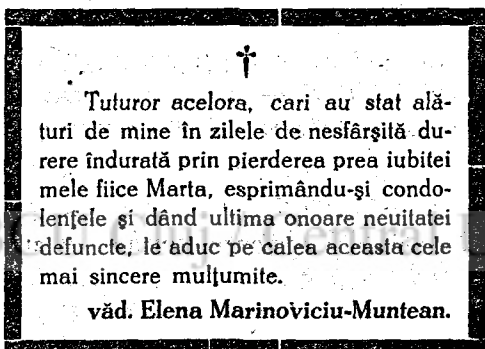 †
Tuturor acelora, cari au stat ală-
turi de mine în zilele de nesfârşită du-
rere îndurată prin pierderea prea iubitei
mele fiice Marta, esprimându-şi condo-
lenţele şi dând ultima onoare neuitatei
defuncte, le aduc pe calea aceasta cele
mai sincere mulţumite.
văd. Elena Marinoviciu-Muntean.